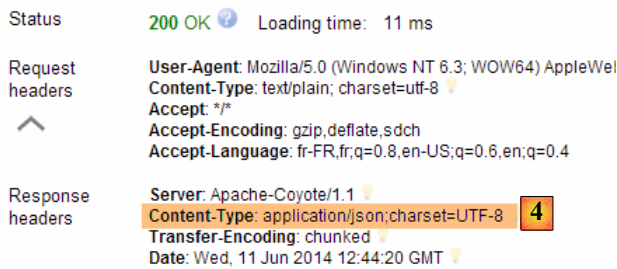 Status 200 OK ? Loading time: 11 ms
Request headers
User-Agent: Mozilla/5.0 (Windows NT 6.3; WOW64) AppleWel
Content-Type: text/plain; charset=utf-8
Accept: */*
Accept-Encoding: gzip,deflate,sdch
Accept-Language: fr-FR,fr;q=0.8,en-US;q=0.6,en;q=0.4
Response headers
Server: Apache-Coyote/1.1
Content-Type: application/json;charset=UTF-8 4
Transfer-Encoding: chunked
Date: Wed, 11 Jun 2014 12:44:20 GMT